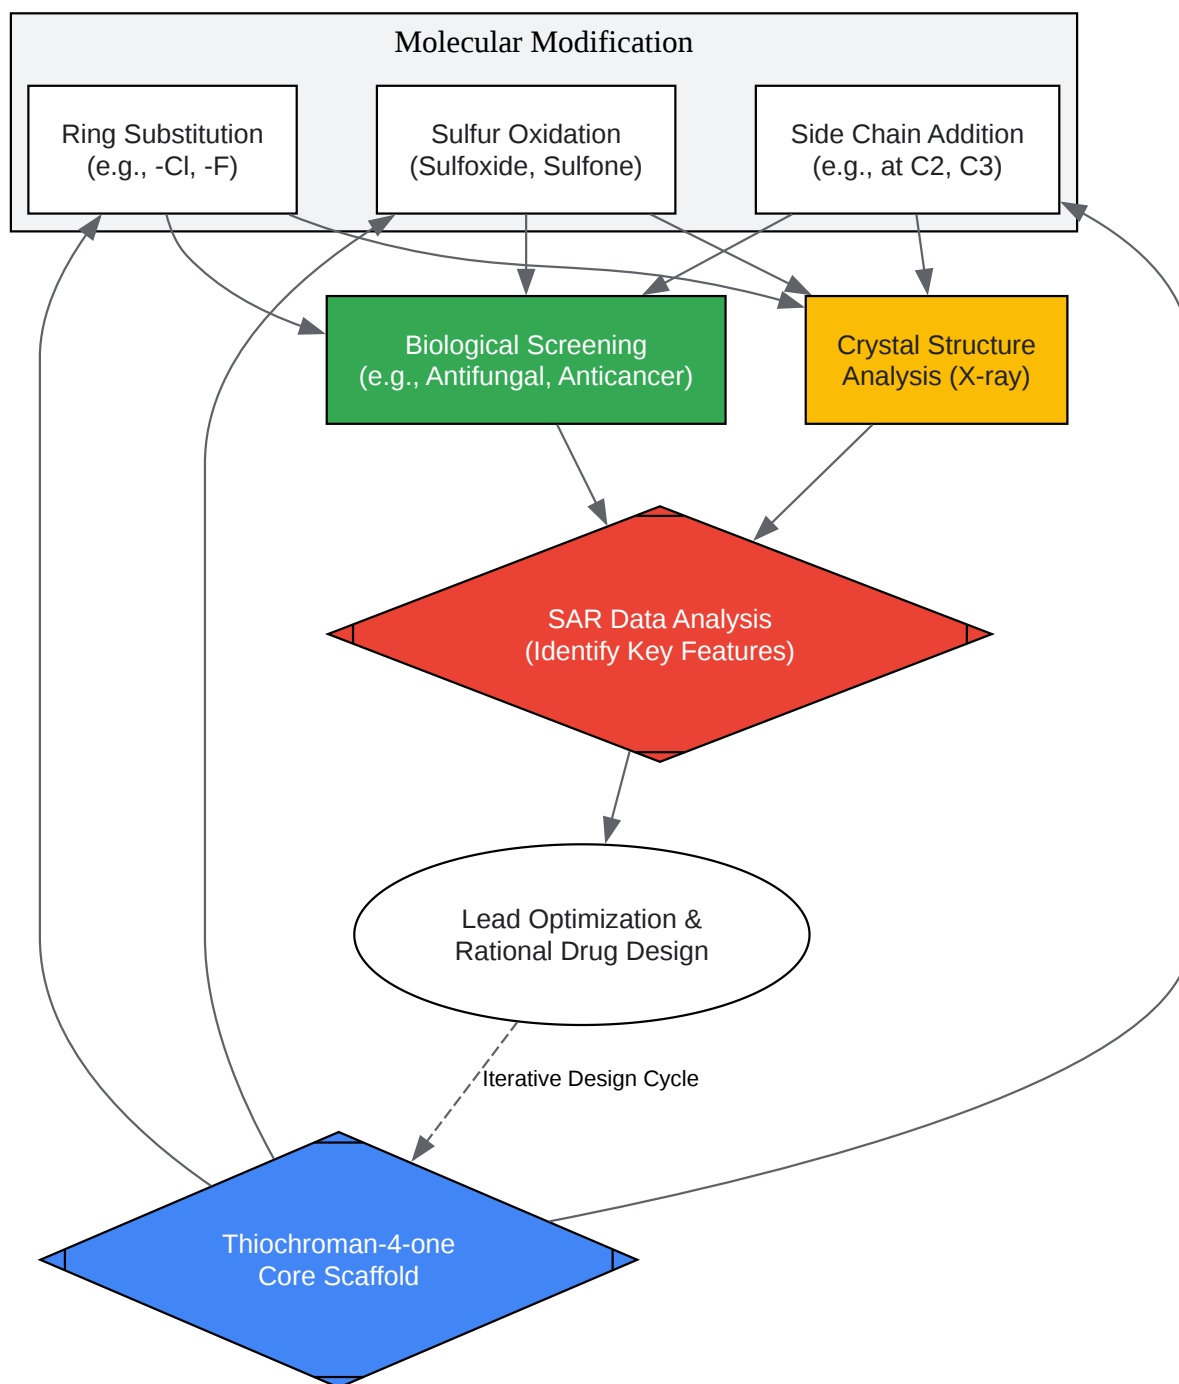 Molecular Modification
Ring Substitution
(e.g., -Cl, -F)
Sulfur Oxidation
(Sulfoxide, Sulfone)
Side Chain Addition
(e.g., at C2, C3)
Biological Screening
(e.g., Antifungal, Anticancer)
Crystal Structure
Analysis (X-ray)
SAR Data Analysis
(Identify Key Features)
Lead Optimization &
Rational Drug Design
Iterative Design Cycle
Thiochroman-4-one
Core Scaffold